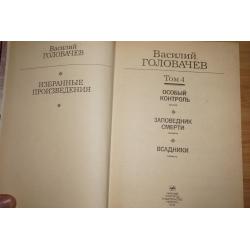 Василий
ГОЛОВАЧЕВ
ИЗБРАННЫЕ
ПРОИЗВЕДЕНИЯ
Василий
ГОЛОВАЧЕВ
Том 4
ОСОБЫЙ
КОНТРОЛЬ
ЗАПОВЕДНИК
СМЕРТИ
ВСАДНИКИ